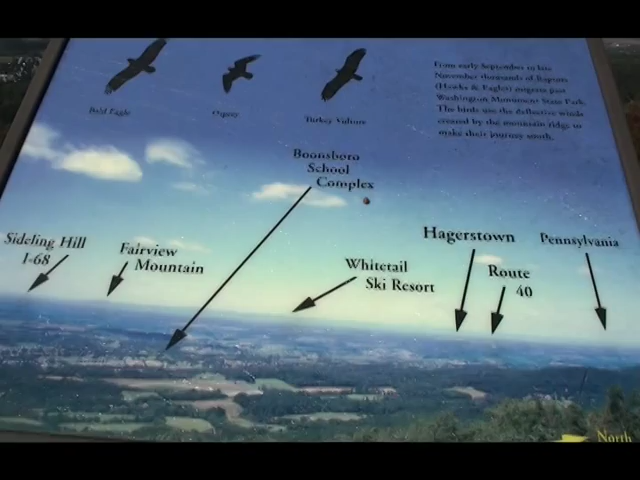 From early September to late
November thousands of Raptors
(Hawks & Eagles) migrate past
Washington Monument State Park.
The birds use the deflective winds
created by the mountain ridge to
make their journey south.
Bald Eagle
Osprey
Turkey Vulture
Boonsboro
School
Complex
Sideling Hill
I-68
Fairview
Mountain
Whitetail
Ski Resort
Hagerstown
Route
40
Pennsylvania
North